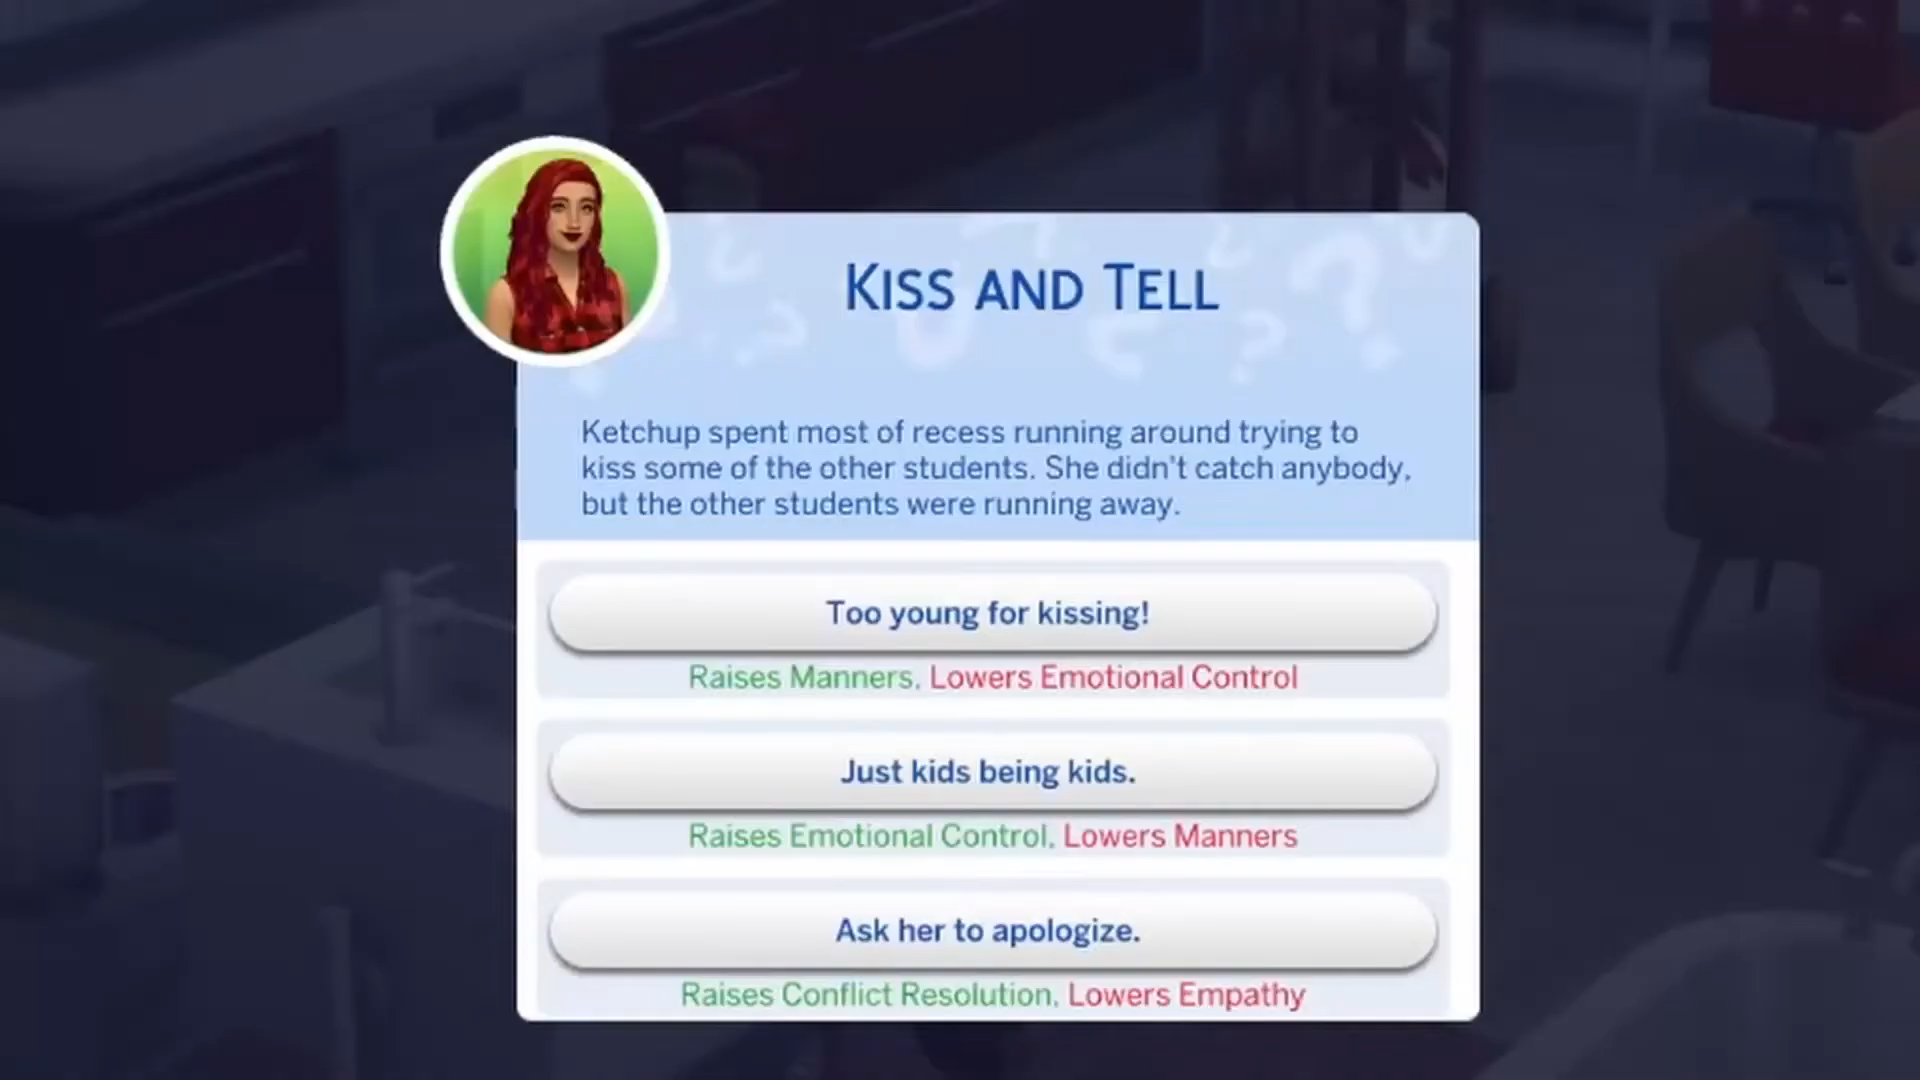 KISS AND TELL
Ketchup spent most of recess running around trying to
kiss some of the other students. She didn't catch anybody,
but the other students were running away.
Too young for kissing!
Raises Manners, Lowers Emotional Control
Just kids being kids.
Raises Emotional Control, Lowers Manners
Ask her to apologize.
Raises Conflict Resolution, Lowers Empathy